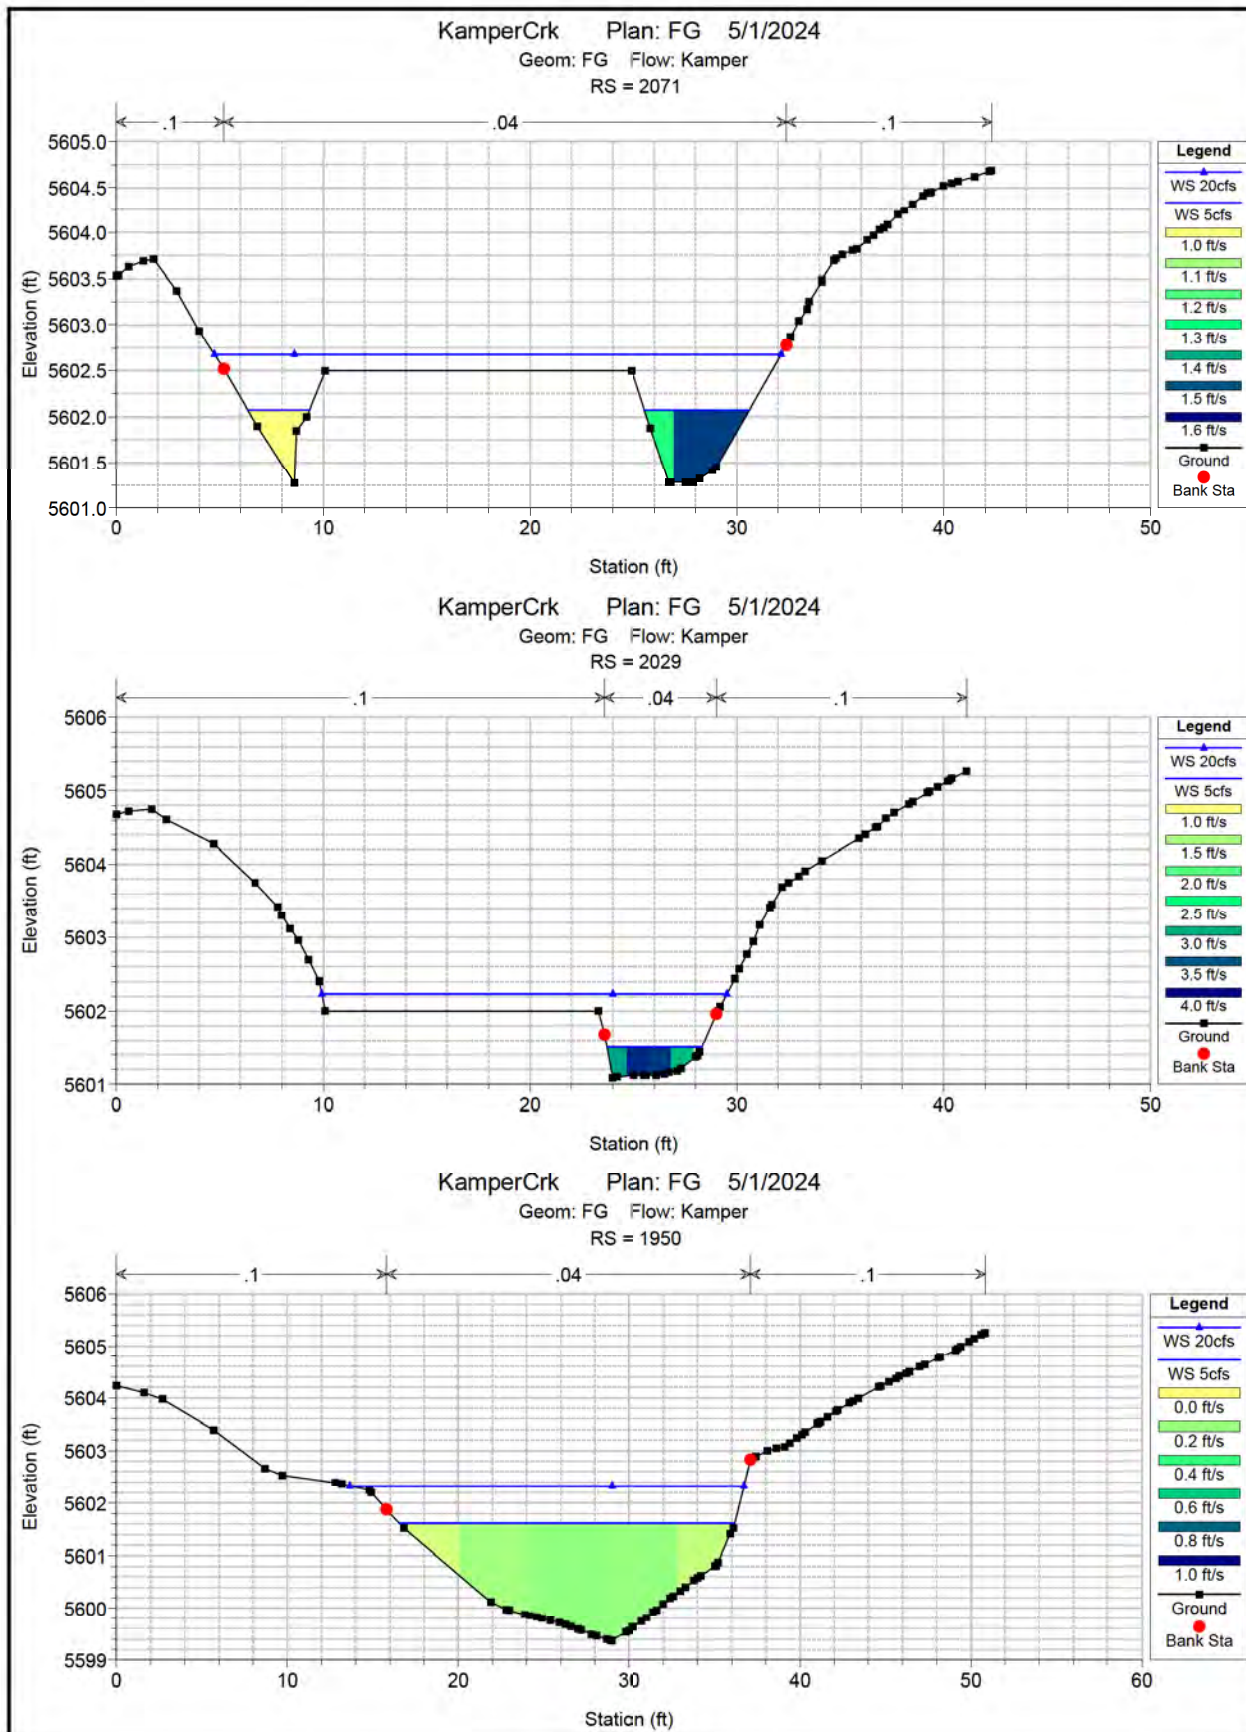 KamperCrk Plan: FG 5/1/2024
Geom: FG Flow: Kamper
RS = 2071
.1 .04 .1
5605.0
5604.5
5604.0
5603.5
5603.0
5602.5
5602.0
5601.5
5601.0
Elevation (ft)
0 10 20 30 40 50
Station (ft)
Legend
WS 20cfs
WS 5cfs
1.0 ft/s
1.1 ft/s
1.2 ft/s
1.3 ft/s
1.4 ft/s
1.5 ft/s
1.6 ft/s
Ground
Bank Sta
KamperCrk Plan: FG 5/1/2024
Geom: FG Flow: Kamper
RS = 2029
.1 .04 .1
5606
5605
5604
5603
5602
5601
Elevation (ft)
0 10 20 30 40 50
Station (ft)
Legend
WS 20cfs
WS 5cfs
1.0 ft/s
1.5 ft/s
2.0 ft/s
2.5 ft/s
3.0 ft/s
3.5 ft/s
4.0 ft/s
Ground
Bank Sta
KamperCrk Plan: FG 5/1/2024
Geom: FG Flow: Kamper
RS = 1950
.1 .04 .1
5606
5605
5604
5603
5602
5601
5600
5599
Elevation (ft)
0 10 20 30 40 50 60
Station (ft)
Legend
WS 20cfs
WS 5cfs
0.0 ft/s
0.2 ft/s
0.4 ft/s
0.6 ft/s
0.8 ft/s
1.0 ft/s
Ground
Bank Sta